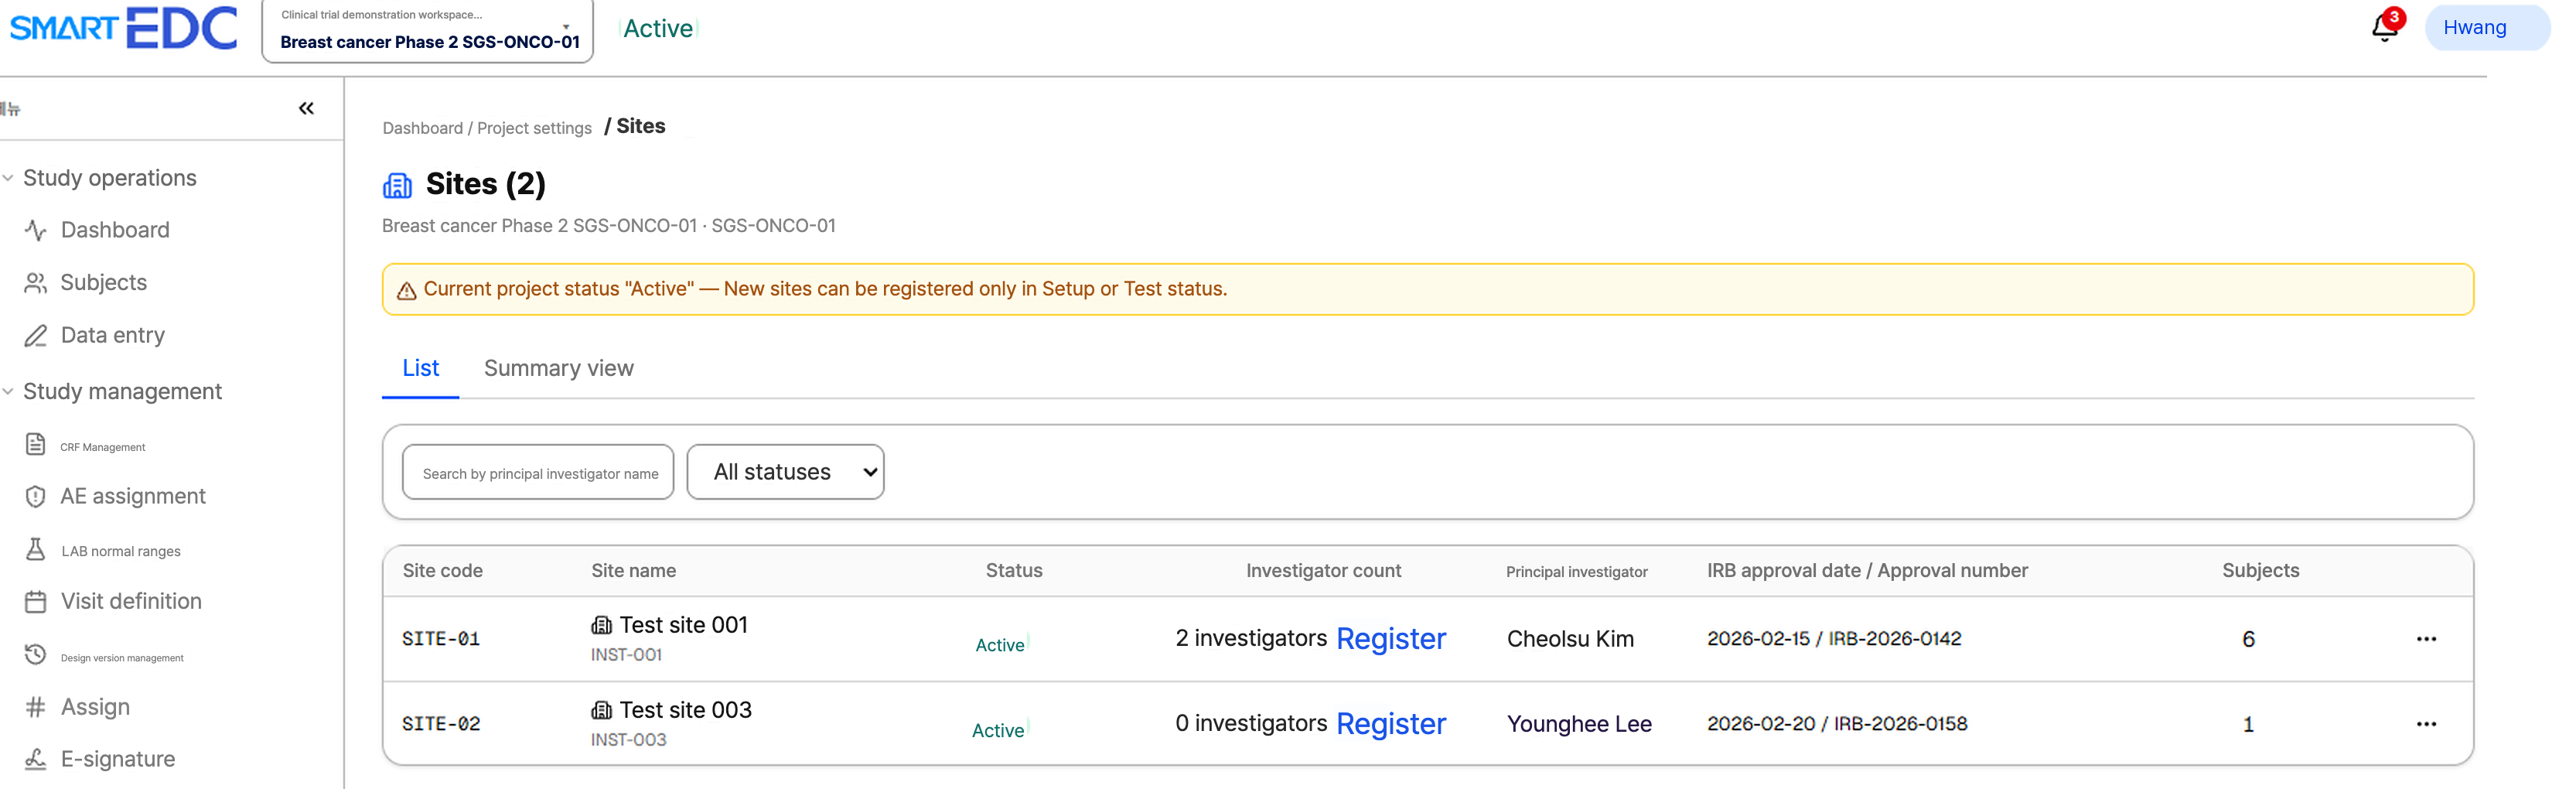 SMART EDC
Clinical trial demonstration workspace...
Breast cancer Phase 2 SGS-ONCO-01
Active
3
Hwang
Dashboard / Project settings / Sites
Sites (2)
Breast cancer Phase 2 SGS-ONCO-01 · SGS-ONCO-01
Current project status "Active" — New sites can be registered only in Setup or Test status.
List
Summary view
Search by principal investigator name
All statuses
Site code Site name Status Investigator count Principal investigator IRB approval date / Approval number Subjects
SITE-01 Test site 001 Active 2 investigators Register Cheolsu Kim 2026-02-15 / IRB-2026-0142 6
INST-001
SITE-02 Test site 003 Active 0 investigators Register Younghee Lee 2026-02-20 / IRB-2026-0158 1
INST-003
Study operations
Dashboard
Subjects
Data entry
Study management
CRF Management
AE assignment
LAB normal ranges
Visit definition
Design version management
Assign
E-signature